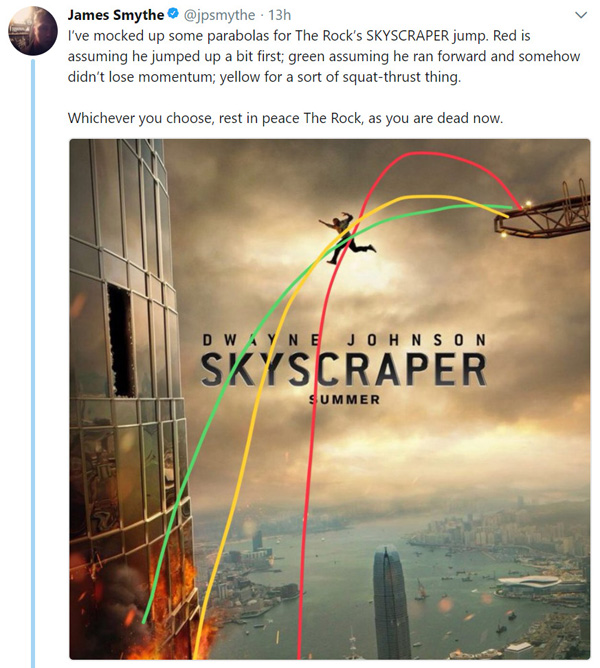 James Smythe @jpsmythe · 13h
I've mocked up some parabolas for The Rock's SKYSCRAPER jump. Red is
assuming he jumped up a bit first; green assuming he ran forward and somehow
didn't lose momentum; yellow for a sort of squat-thrust thing.
Whichever you choose, rest in peace The Rock, as you are dead now.
DWAYNE JOHNSON
SKYSCRAPER
SUMMER